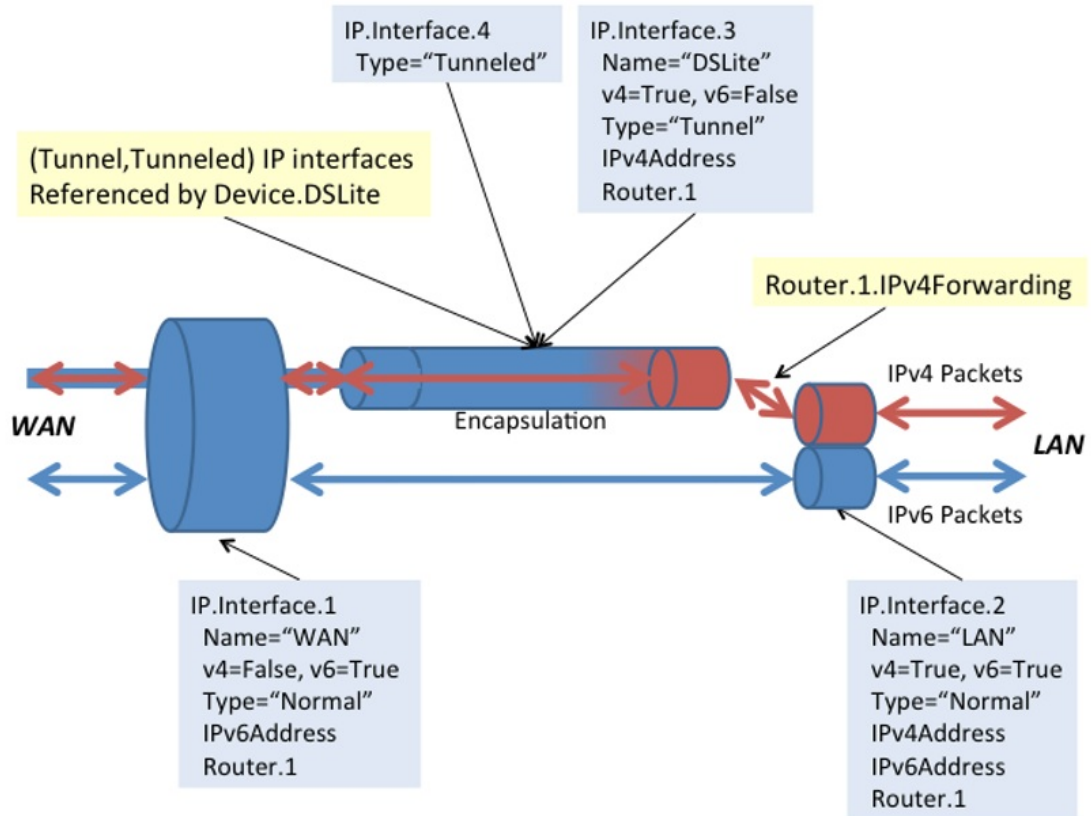 IP.Interface.4
Type=“Tunneled”
IP.Interface.3
Name=“DSLite”
v4=True, v6=False
Type=“Tunnel”
IPv4Address
Router.1
(Tunnel,Tunneled) IP interfaces
Referenced by Device.DSLite
Router.1.IPv4Forwarding
WAN
Encapsulation
IPv4 Packets
LAN
IPv6 Packets
IP.Interface.1
Name=“WAN”
v4=False, v6=True
Type=“Normal”
IPv6Address
Router.1
IP.Interface.2
Name=“LAN”
v4=True, v6=True
Type=“Normal”
IPv4Address
IPv6Address
Router.1